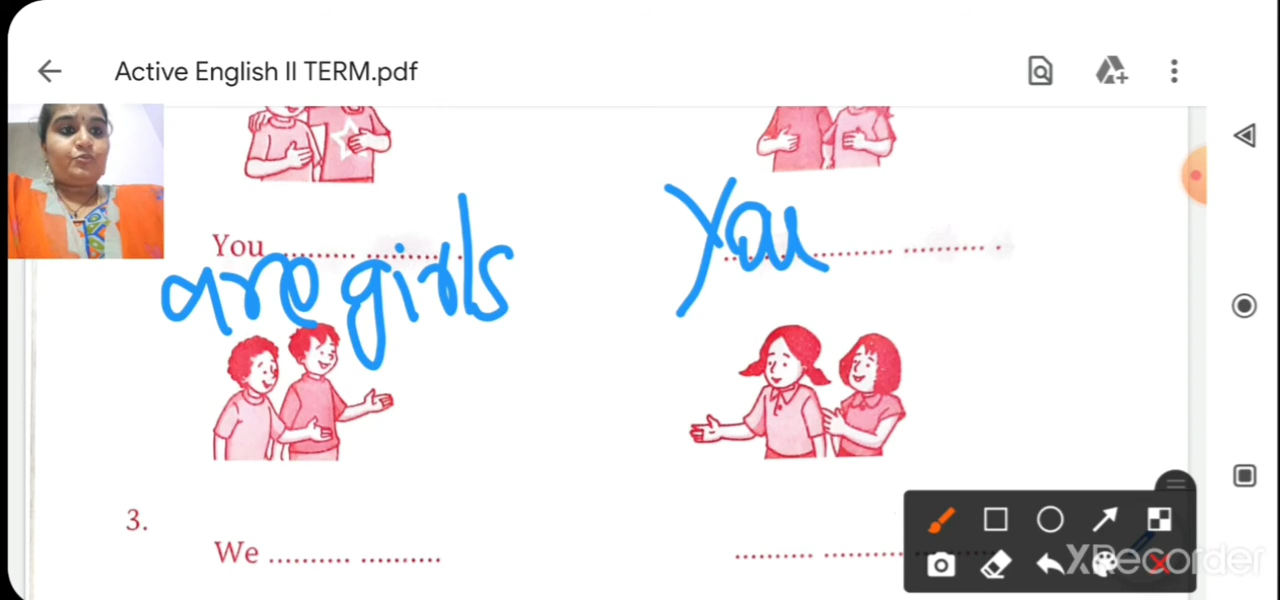 Active English II TERM.pdf
You ......... ......... .
are girls
You
3.
We ......... .........
XRecorder